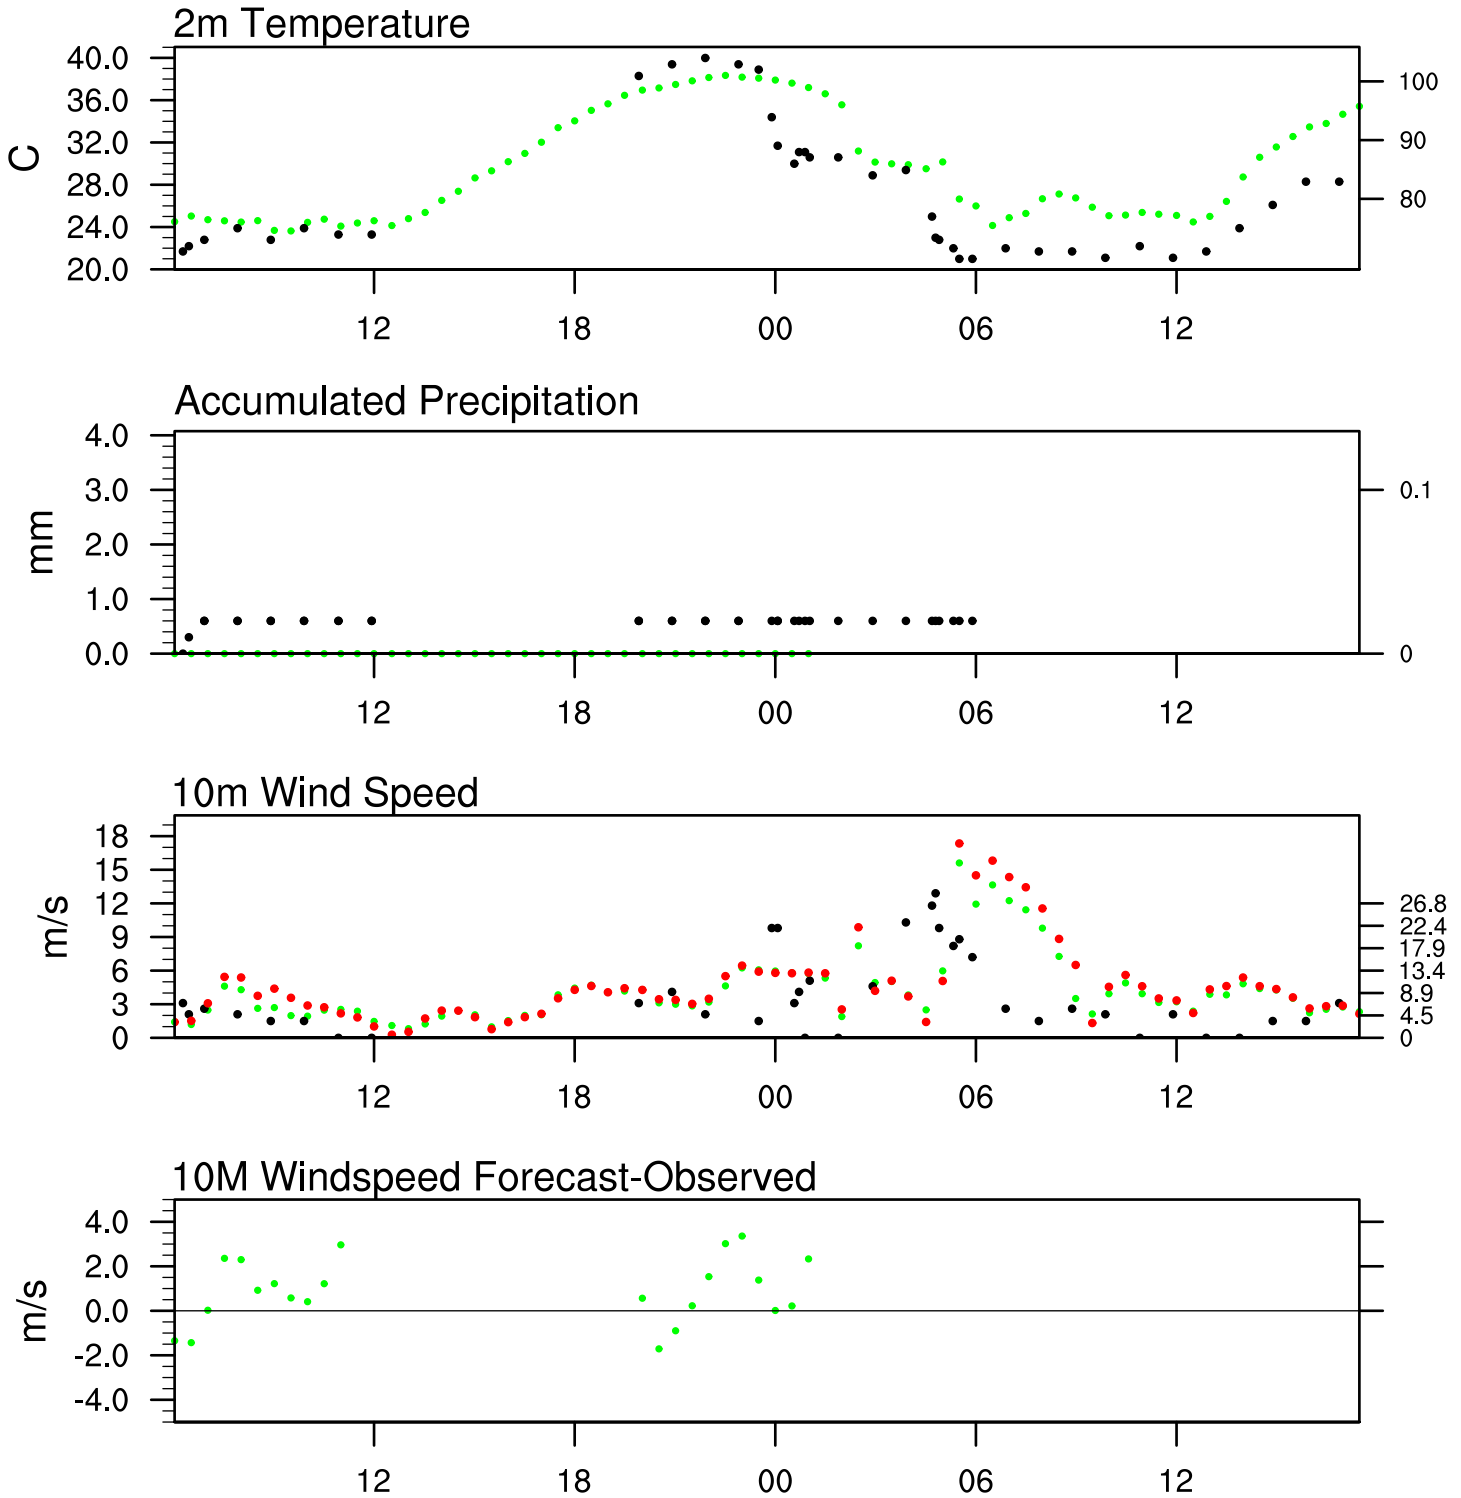 2m Temperature
40.0
36.0
32.0
28.0
24.0
20.0
C
100
90
80
12 18 00 06 12
Accumulated Precipitation
4.0
3.0
2.0
1.0
0.0
mm
0.1
0
12 18 00 06 12
10m Wind Speed
18
15
12
9
6
3
0
m/s
26.8
22.4
17.9
13.4
8.9
4.5
0
12 18 00 06 12
10M Windspeed Forecast-Observed
4.0
2.0
0.0
-2.0
-4.0
m/s
12 18 00 06 12